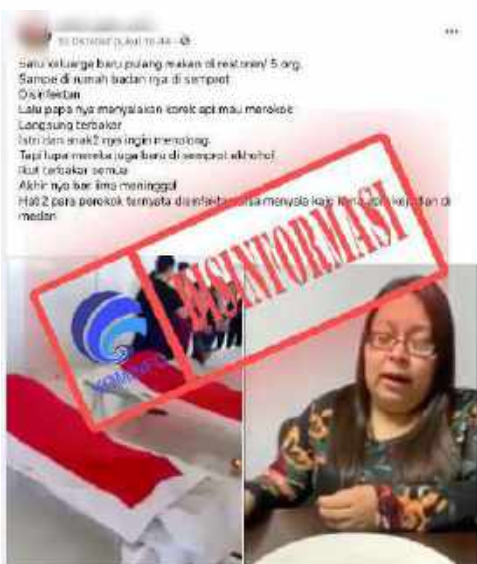 Satu keluarga baru pulang makan di restoran/ 5 org.
Sampe di rumah badan nya di semprot
Disinfektan
Lalu papa nya menyalakan korek api mau merokok
Langsung terbakar
Istri dan anak2 nya ingin menolong.
Tapi lupa mereka juga baru di semprot alkohol
Ikut terbakar semua
Akhir nya ber lima meninggal
Hati2 para perokok ternyata disinfektan bisa menyala kejadian di
medan
DISINFORMASI
KOMINFO